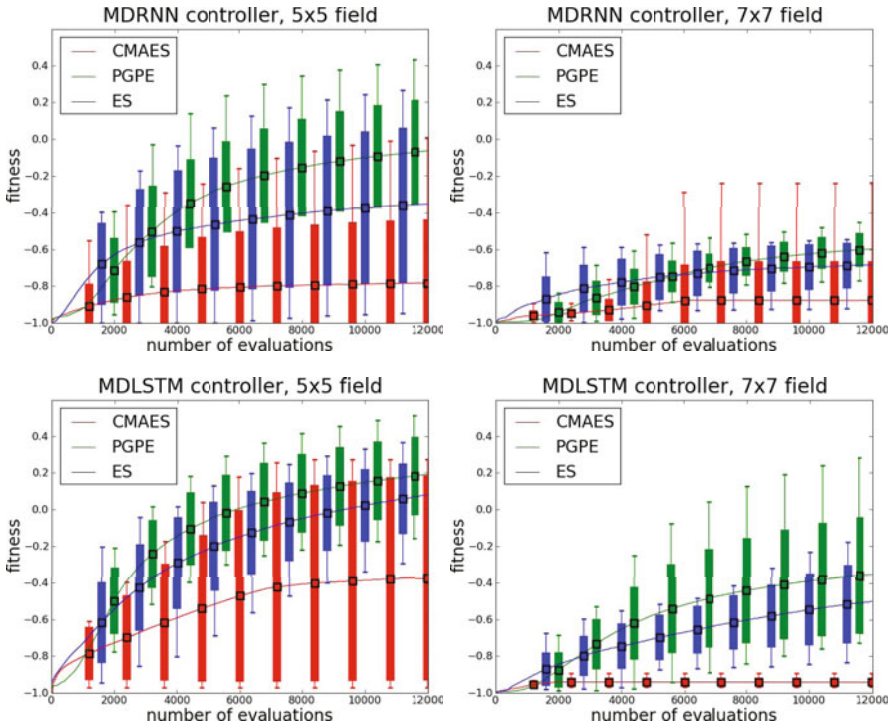 MDRNN controller, 5x5 field
CMAES
PGPE
ES
fitness
0.4
0.2
0.0
−0.2
−0.4
−0.6
−0.8
−1.0
0 2000 4000 6000 8000 10000 12000
number of evaluations
MDRNN controller, 7x7 field
CMAES
PGPE
ES
fitness
0.4
0.2
0.0
−0.2
−0.4
−0.6
−0.8
−1.0
0 2000 4000 6000 8000 10000 12000
number of evaluations
MDLSTM controller, 5x5 field
CMAES
PGPE
ES
fitness
0.4
0.2
0.0
−0.2
−0.4
−0.6
−0.8
−1.0
0 2000 4000 6000 8000 10000 12000
number of evaluations
MDLSTM controller, 7x7 field
CMAES
PGPE
ES
fitness
0.4
0.2
0.0
−0.2
−0.4
−0.6
−0.8
−1.0
0 2000 4000 6000 8000 10000 12000
number of evaluations